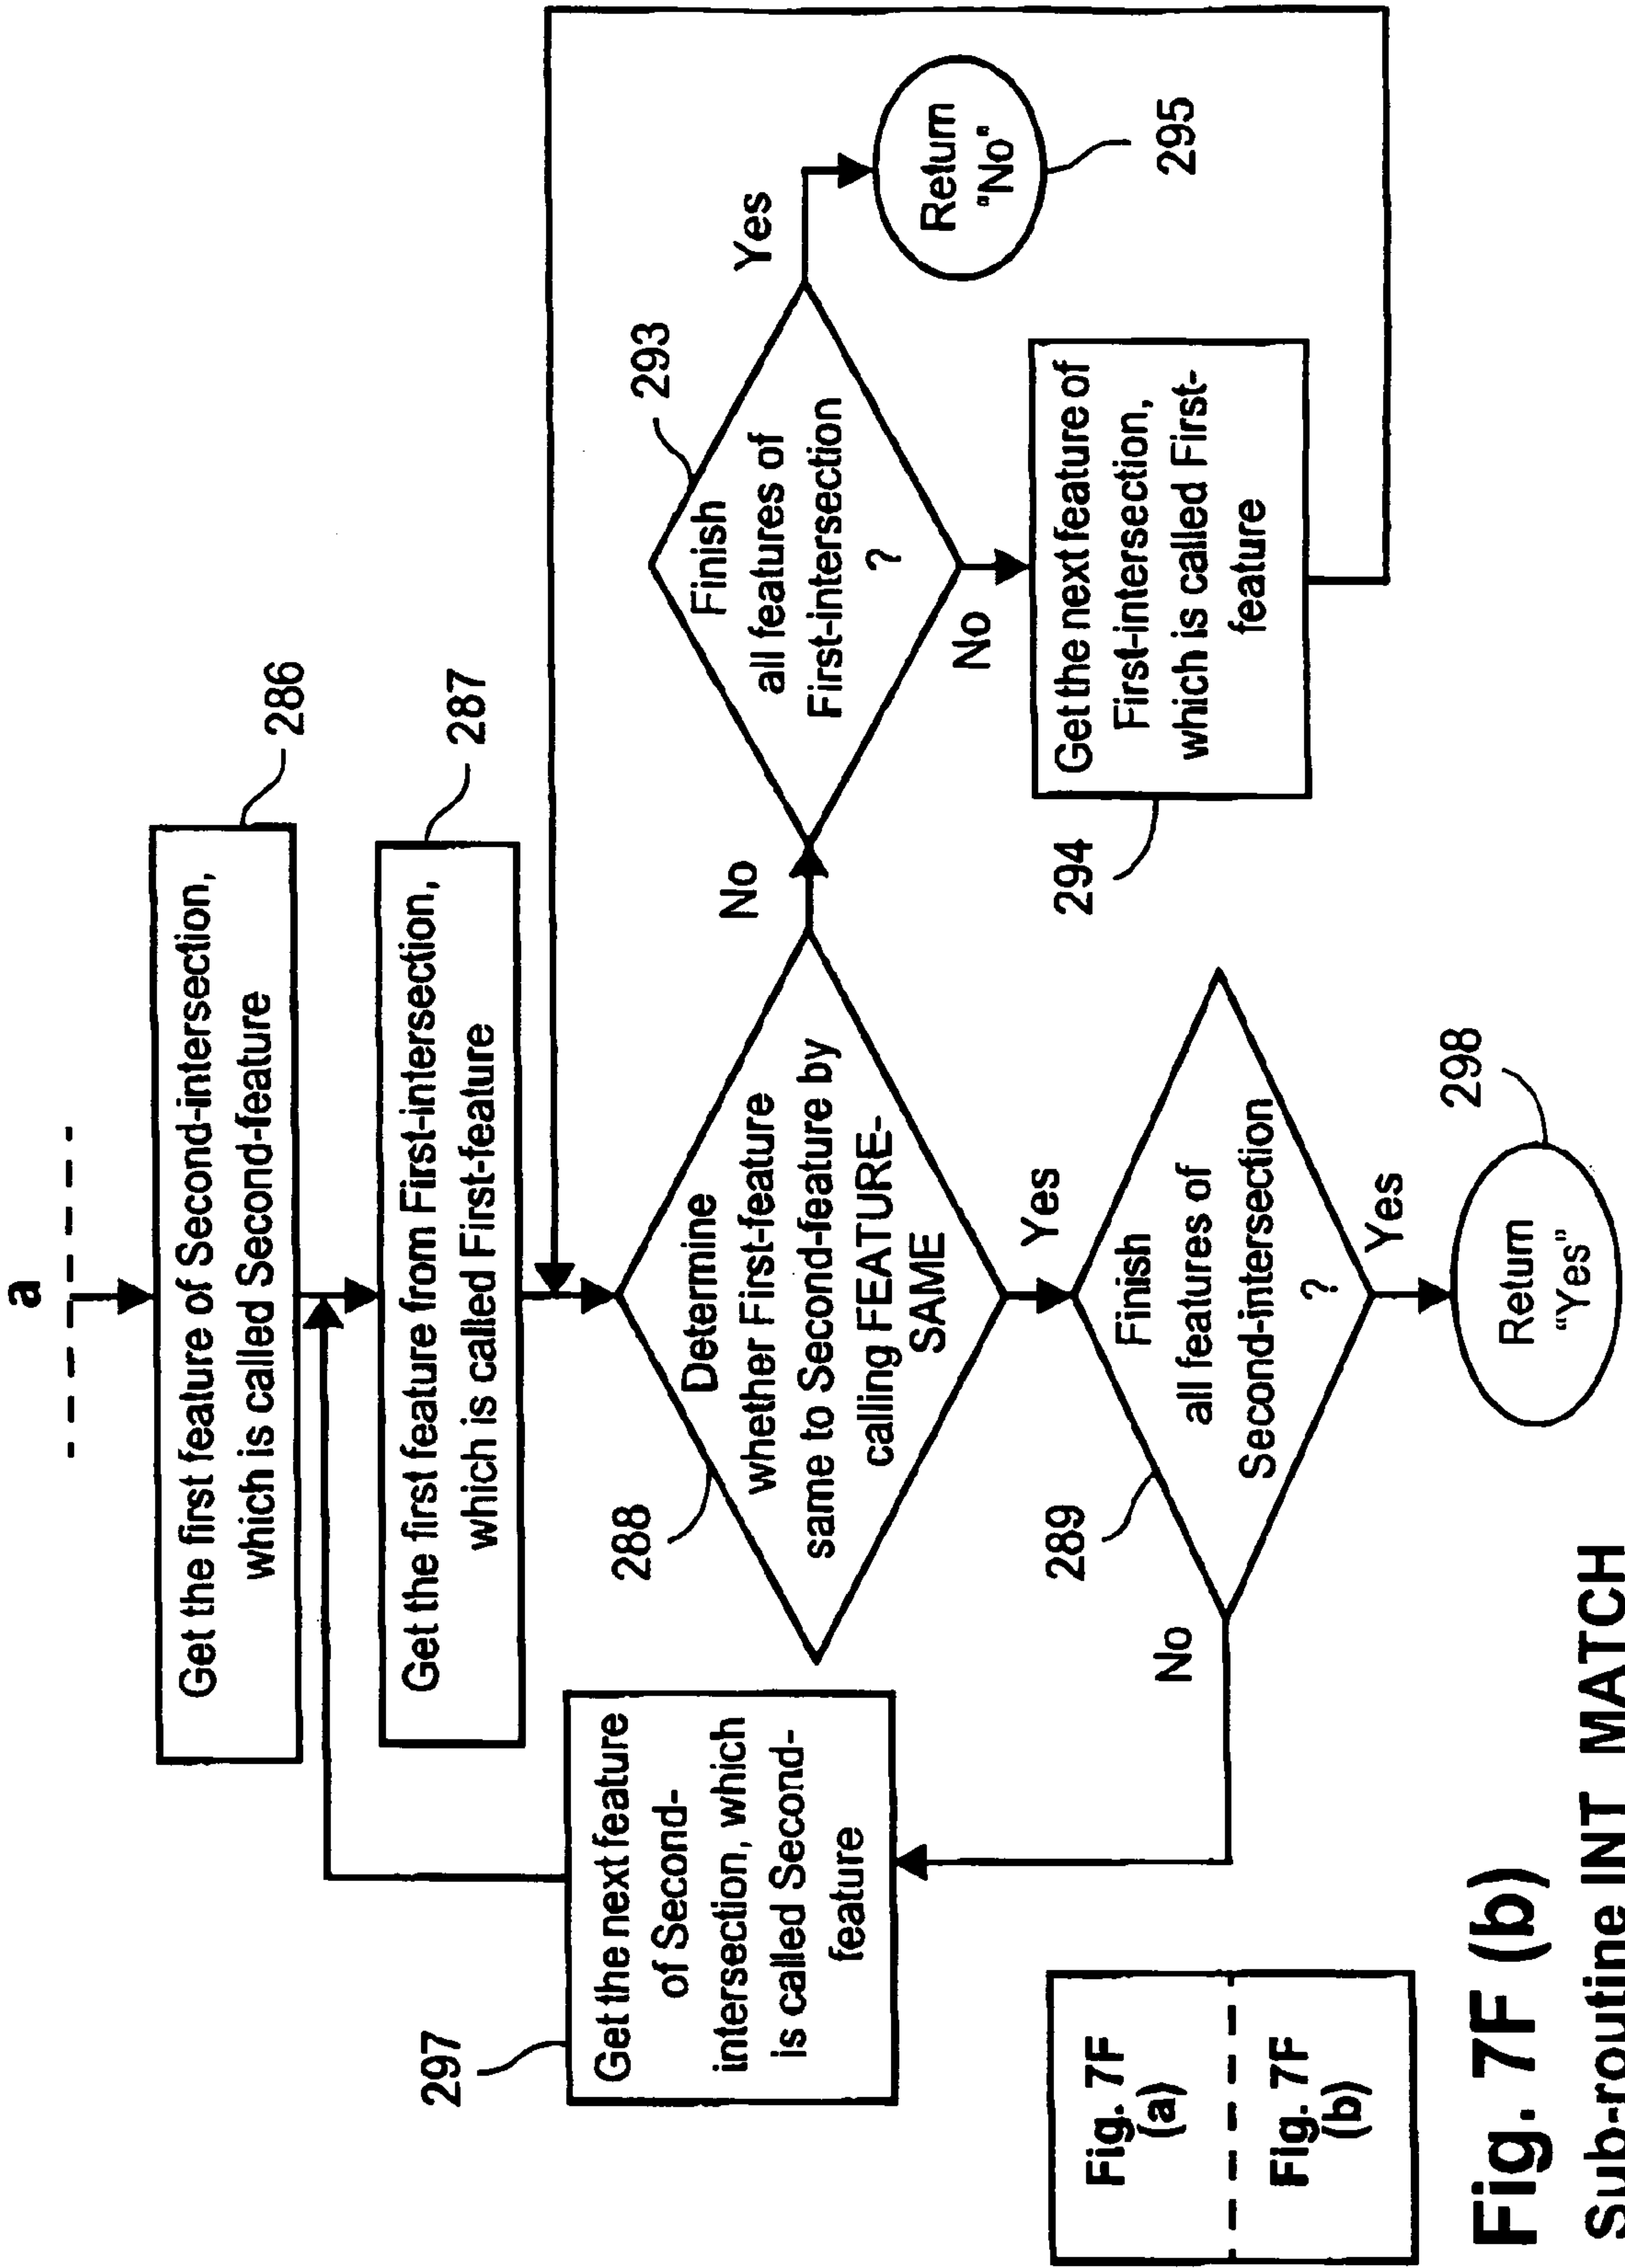 a
Get the first feature of Second-intersection,
which is called Second-feature
286
Get the first feature from First-intersection,
which is called First-feature
287
Determine
whether First-feature
same to Second-feature by
calling FEATURE-
SAME
288
No
Yes
Finish
all features of
First-intersection
?
293
Yes
No
Return
"No"
295
Get the next feature of
First-intersection,
which is called First-
feature
294
Finish
all features of
Second-intersection
?
289
No
Yes
Get the next feature
of Second-
intersection, which
is called Second-
feature
297
Return
"Yes"
298
Fig. 7F
(a)
Fig. 7F
(b)
Fig. 7F (b)
Sub-routine INT_MATCH